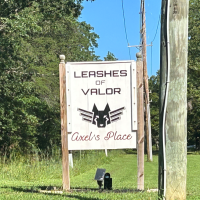 LEASHES
OF
VALOR
Axel's Place